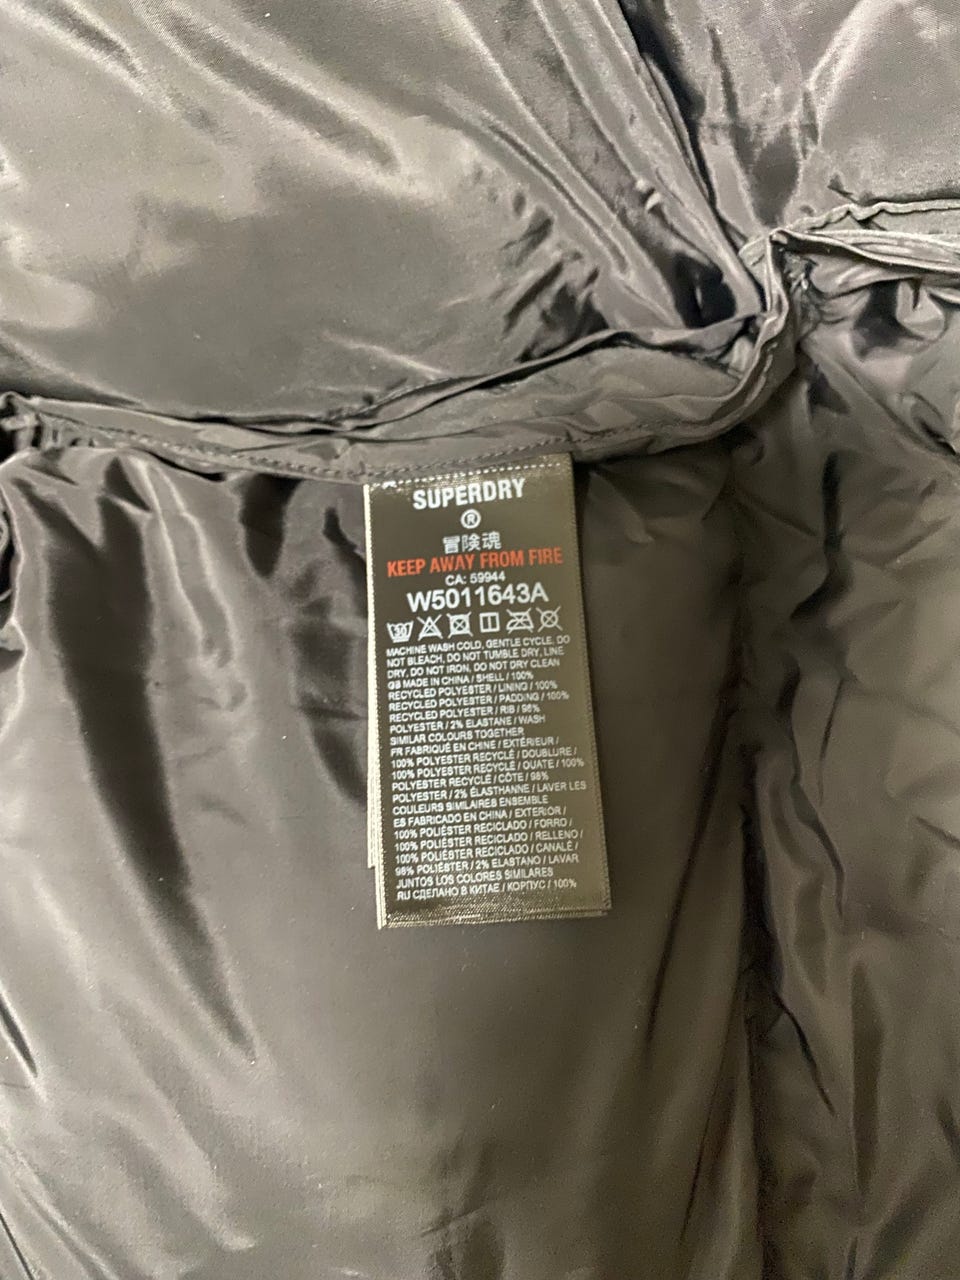 SUPERDRY
®
冒険魂
KEEP AWAY FROM FIRE
CA: 59944
W5011643A
30
MACHINE WASH COLD, GENTLE CYCLE, DO
NOT BLEACH, DO NOT TUMBLE DRY, LINE
DRY, DO NOT IRON, DO NOT DRY CLEAN
GB MADE IN CHINA / SHELL / 100%
RECYCLED POLYESTER / LINING / 100%
RECYCLED POLYESTER / PADDING / 100%
RECYCLED POLYESTER / RIB / 98%
POLYESTER / 2% ELASTANE / WASH
SIMILAR COLOURS TOGETHER
FR FABRIQUÉ EN CHINE / EXTÉRIEUR /
100% POLYESTER RECYCLÉ / DOUBLURE /
100% POLYESTER RECYCLÉ / OUATE / 100%
POLYESTER RECYCLÉ / CÔTE / 98%
POLYESTER / 2% ÉLASTHANNE / LAVER LES
COULEURS SIMILAIRES ENSEMBLE
ES FABRICADO EN CHINA / EXTERIOR /
100% POLIÉSTER RECICLADO / FORRO /
100% POLIÉSTER RECICLADO / RELLENO /
100% POLIÉSTER RECICLADO / CANALÉ /
98% POLIÉSTER / 2% ELASTANO / LAVAR
JUNTOS LOS COLORES SIMILARES
RU СДЕЛАНО В КИТАЕ / КОРПУС / 100%